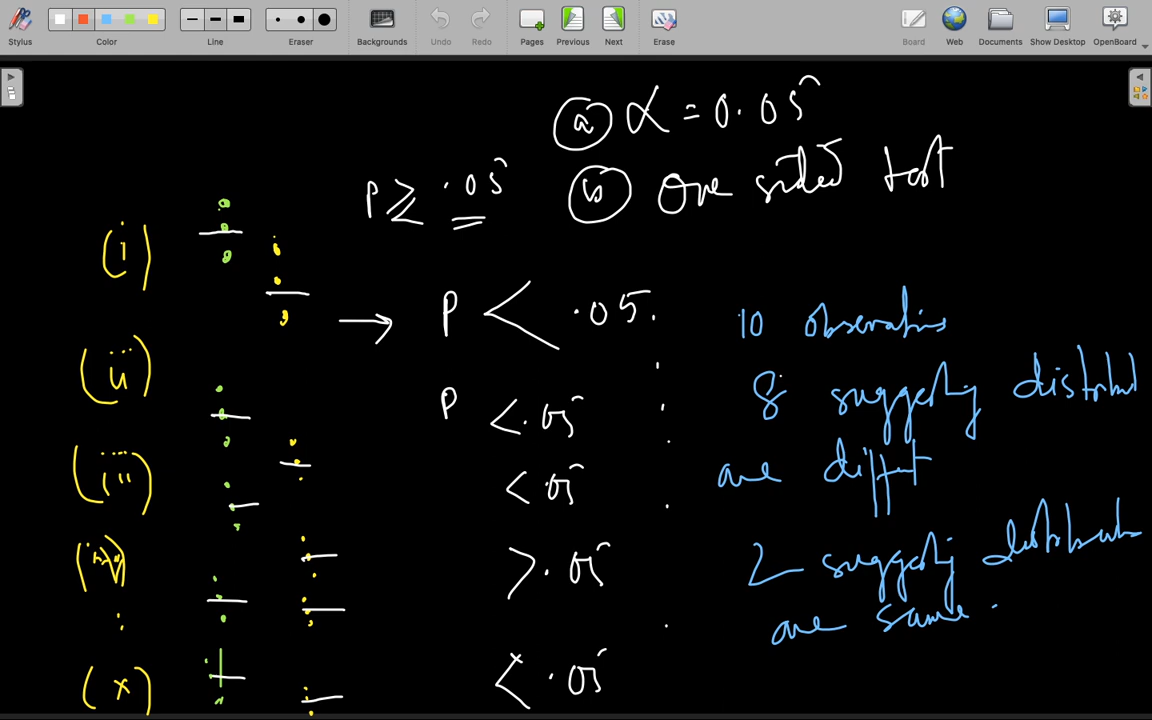 Stylus Color Line Eraser Backgrounds Undo Redo Pages Previous Next Erase Board Web Documents Show Desktop OpenBoard
(a) α = 0.05
P ≥ .05 (b) One sided test
(i)
→ P < .05.
10 observations
(ii)
P < .05
8 suggesting distributi
are differt
(iii)
< .05
(iv)
> .05
2 suggesting distributions
are same.
(x)
< .05